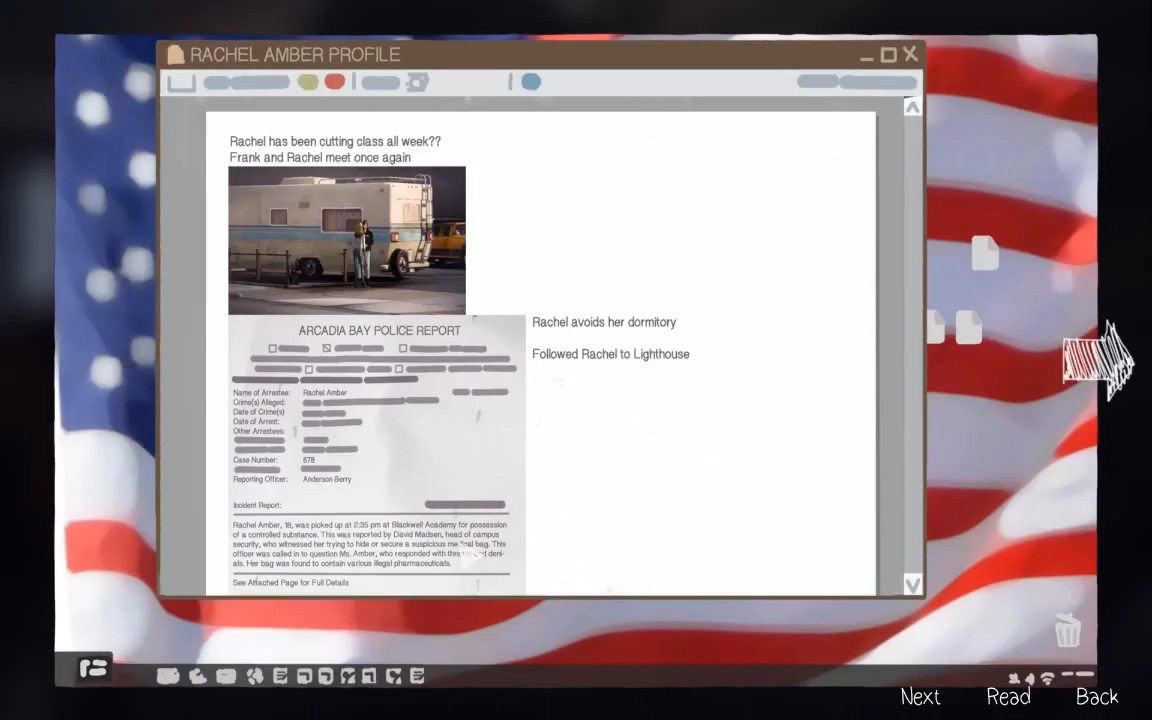 RACHEL AMBER PROFILE
Rachel has been cutting class all week??
Frank and Rachel meet once again
ARCADIA BAY POLICE REPORT
Name of Arrestee: Rachel Amber
Crime(s) Alleged:
Date of Crime(s)
Date of Arrest:
Other Arrestees:
Case Number: 678
Reporting Officer: Anderson Berry
Incident Report:
Rachel Amber, 18, was picked up at 2:35 pm at Blackwell Academy for possession
of a controlled substance. This was reported by David Madsen, head of campus
security, who witnessed her trying to hide or secure a suspicious medical bag. This
officer was called in to question Ms. Amber, who responded with threats and deni-
als. Her bag was found to contain various illegal pharmaceuticals.
See Attached Page for Full Details
Rachel avoids her dormitory
Followed Rachel to Lighthouse
Next Read Back